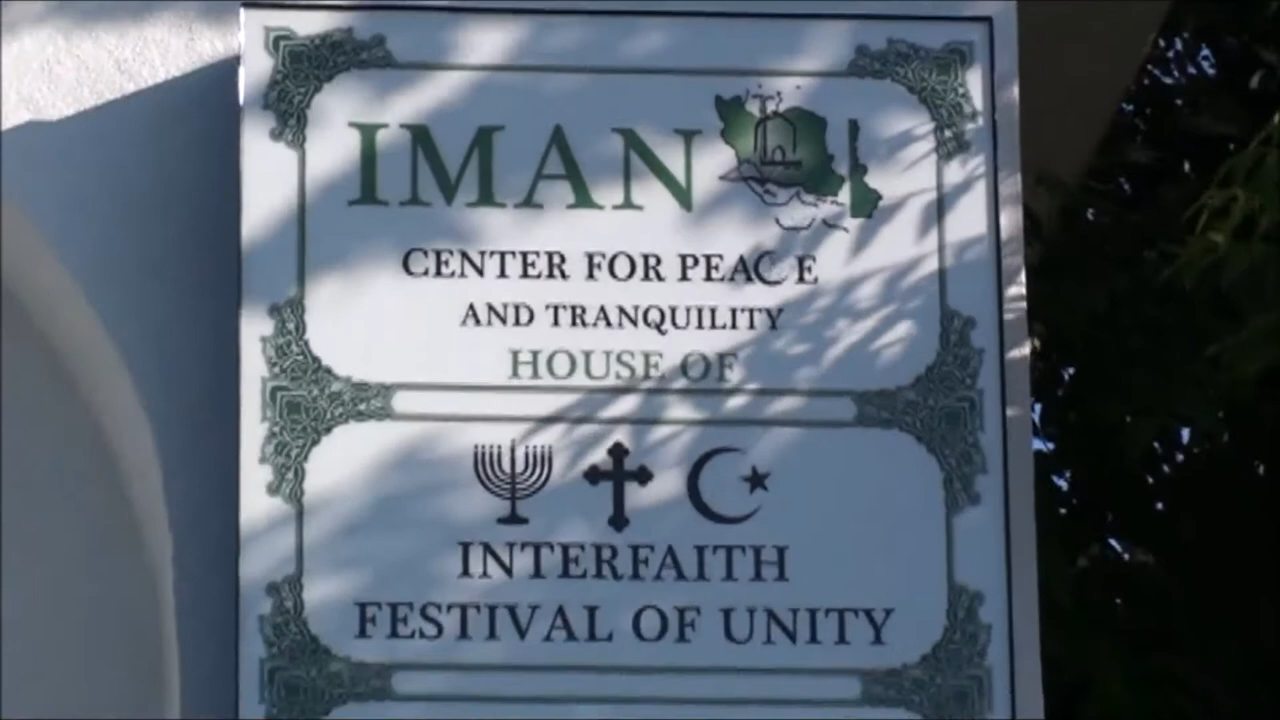 IMAN
CENTER FOR PEACE
AND TRANQUILITY
HOUSE OF
INTERFAITH
FESTIVAL OF UNITY